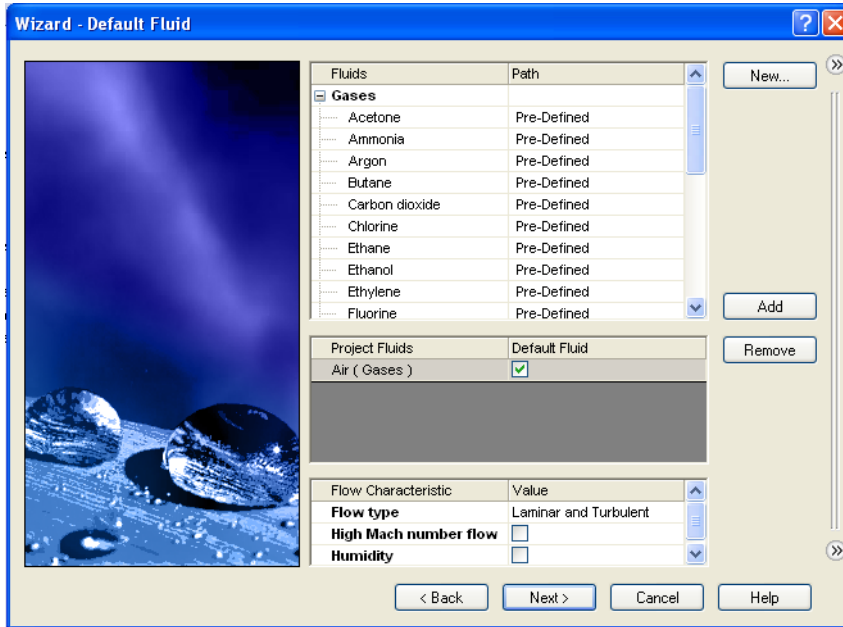 Wizard - Default Fluid
Fluids Path
Gases
Acetone Pre-Defined
Ammonia Pre-Defined
Argon Pre-Defined
Butane Pre-Defined
Carbon dioxide Pre-Defined
Chlorine Pre-Defined
Ethane Pre-Defined
Ethanol Pre-Defined
Ethylene Pre-Defined
Fluorine Pre-Defined
New...
Add
Remove
Project Fluids Default Fluid
Air ( Gases )
Flow Characteristic Value
Flow type Laminar and Turbulent
High Mach number flow
Humidity
< Back Next > Cancel Help